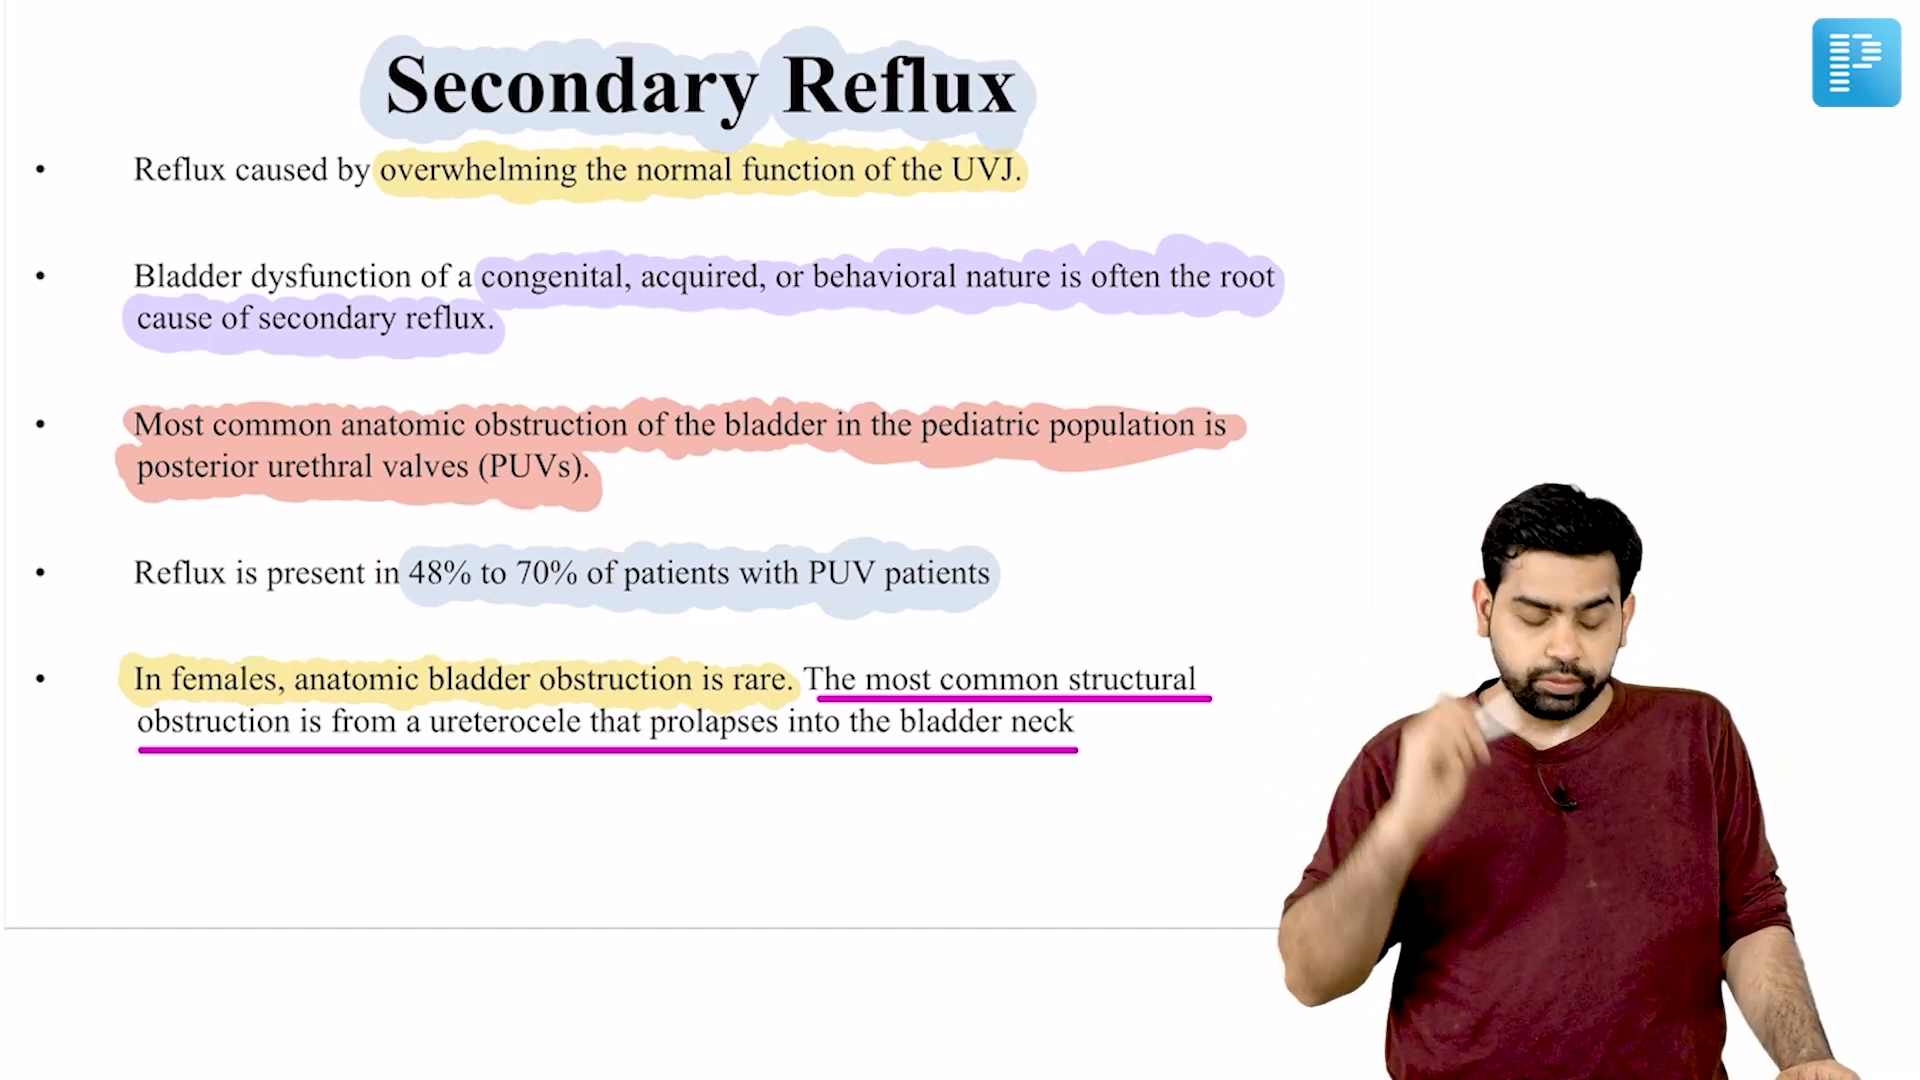 Secondary Reflux
• Reflux caused by overwhelming the normal function of the UVJ.
• Bladder dysfunction of a congenital, acquired, or behavioral nature is often the root
cause of secondary reflux.
• Most common anatomic obstruction of the bladder in the pediatric population is
posterior urethral valves (PUVs).
• Reflux is present in 48% to 70% of patients with PUV patients
• In females, anatomic bladder obstruction is rare. The most common structural
obstruction is from a ureterocele that prolapses into the bladder neck
P